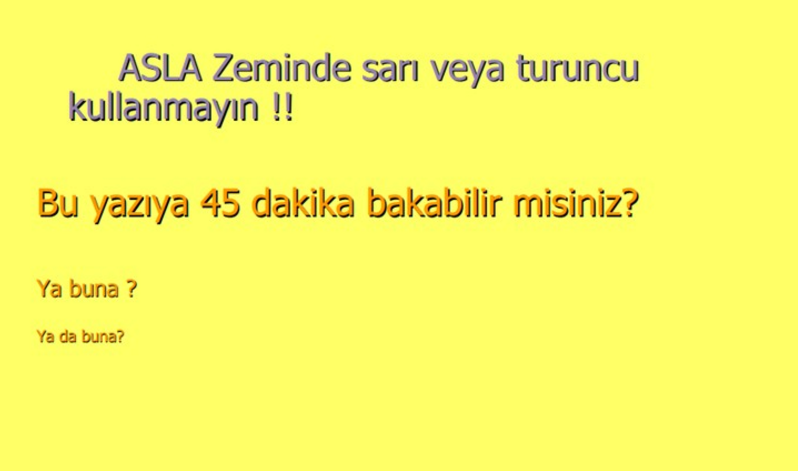 ASLA Zeminde sarı veya turuncu
kullanmayın !!
Bu yazıya 45 dakika bakabilir misiniz?
Ya buna ?
Ya da buna?